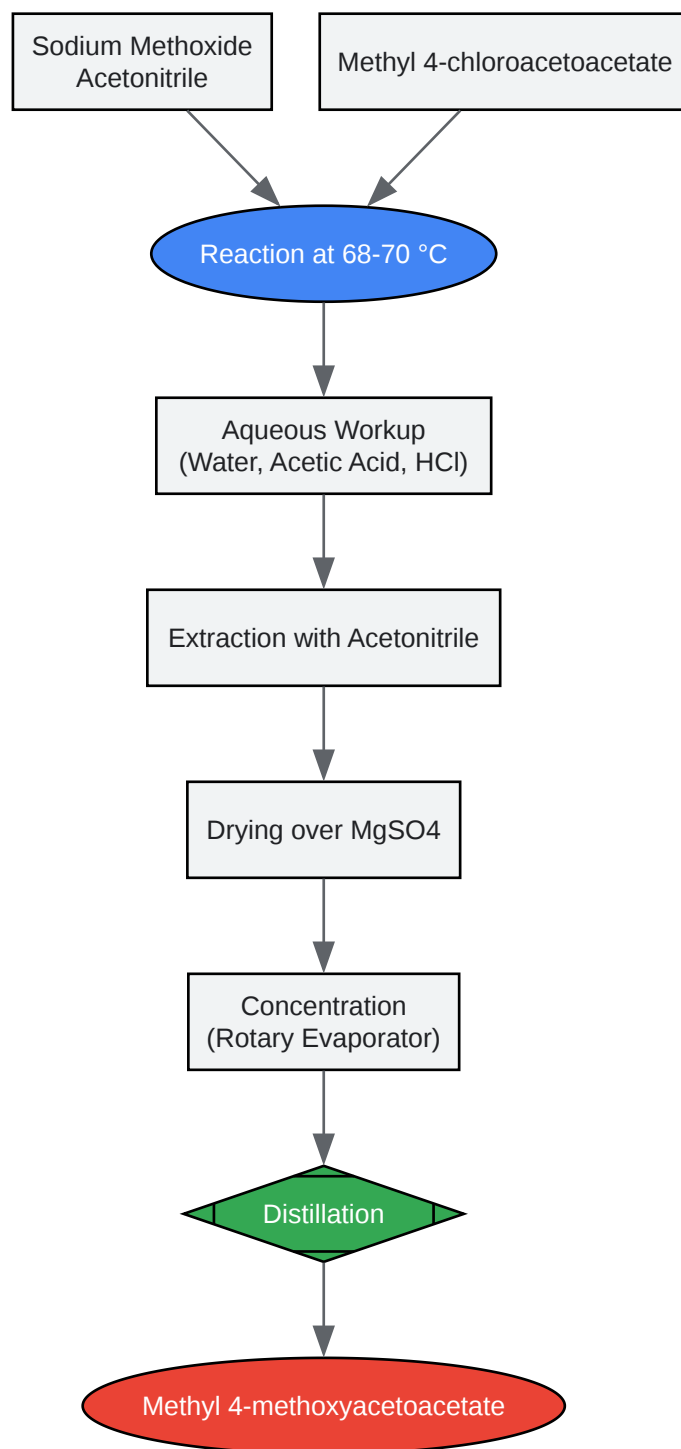 Sodium Methoxide
Acetonitrile
Methyl 4-chloroacetoacetate
Reaction at 68-70 °C
Aqueous Workup
(Water, Acetic Acid, HCl)
Extraction with Acetonitrile
Drying over MgSO4
Concentration
(Rotary Evaporator)
Distillation
Methyl 4-methoxyacetoacetate